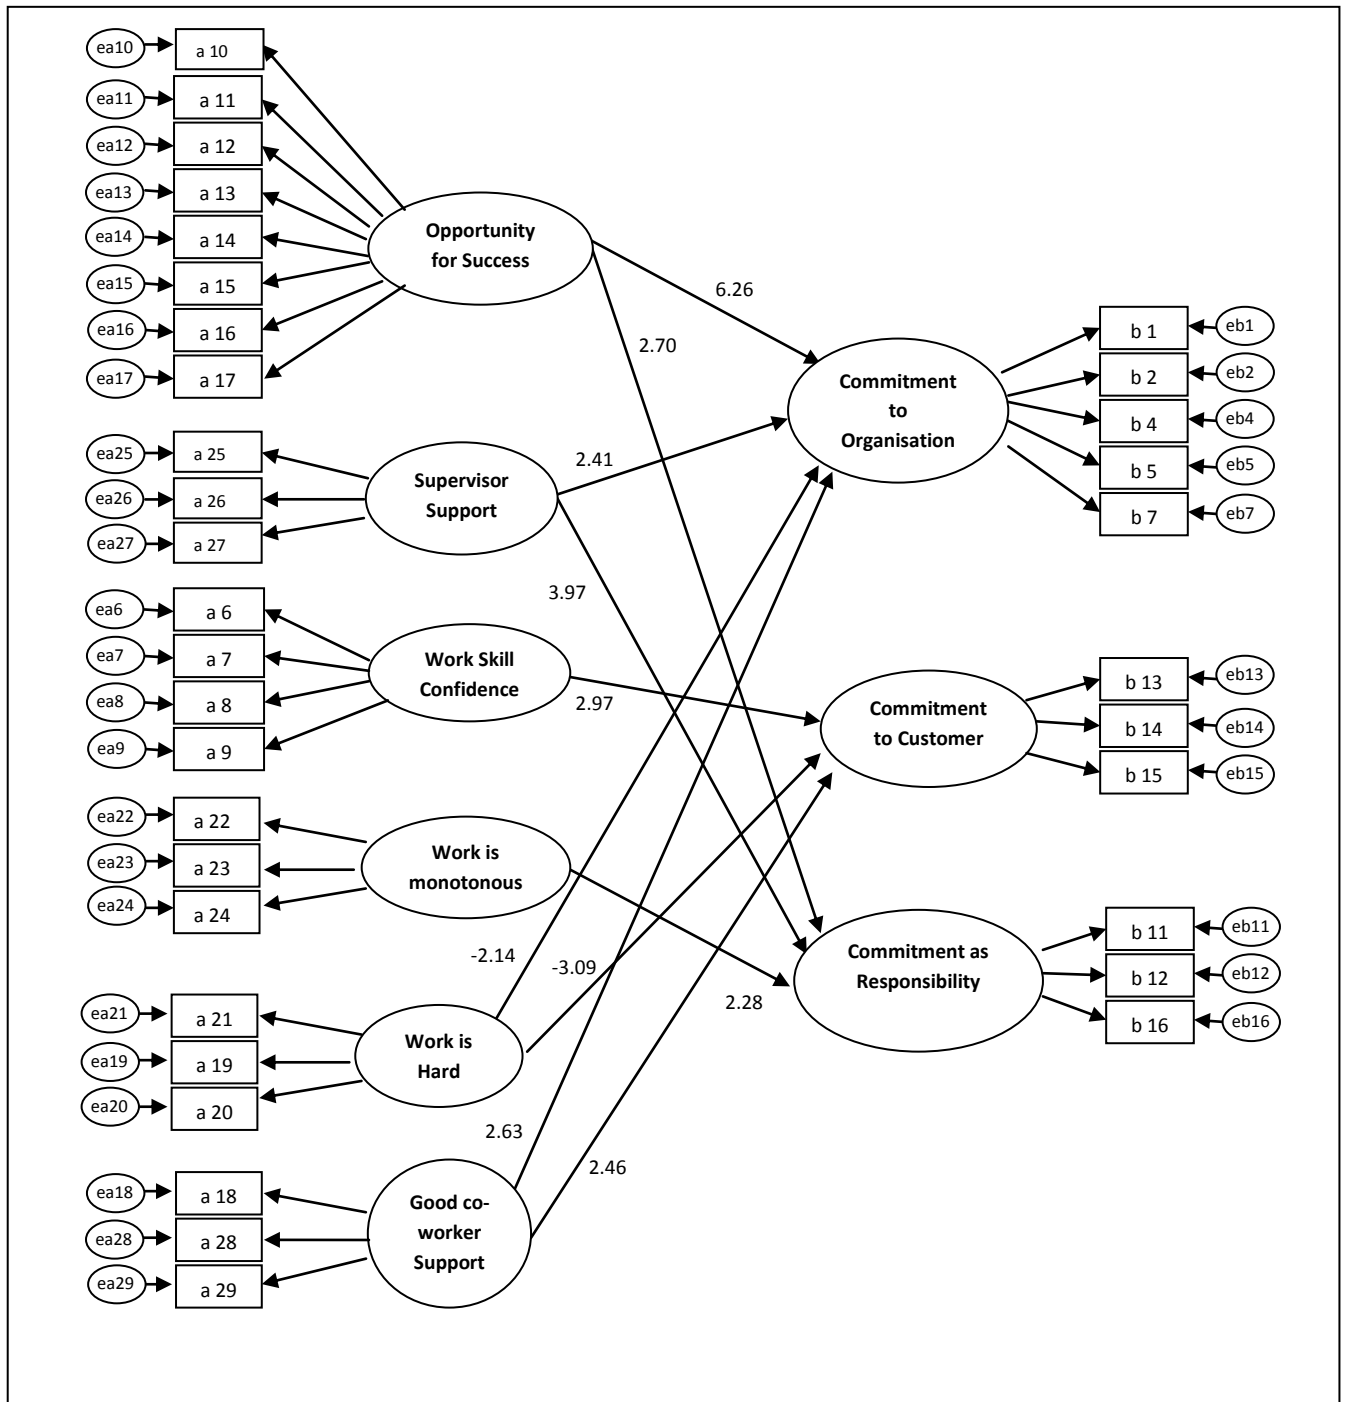 ea10
a 10
ea11
a 11
ea12
a 12
ea13
a 13
ea14
a 14
ea15
a 15
ea16
a 16
ea17
a 17
Opportunity
for Success
6.26
2.70
ea25
a 25
ea26
a 26
ea27
a 27
Supervisor
Support
2.41
3.97
ea6
a 6
ea7
a 7
ea8
a 8
ea9
a 9
Work Skill
Confidence
2.97
ea22
a 22
ea23
a 23
ea24
a 24
Work is
monotonous
2.28
ea21
a 21
ea19
a 19
ea20
a 20
Work is
Hard
-2.14
-3.09
ea18
a 18
ea28
a 28
ea29
a 29
Good co-
worker
Support
2.63
2.46
Commitment
to
Organisation
b 1
eb1
b 2
eb2
b 4
eb4
b 5
eb5
b 7
eb7
Commitment
to Customer
b 13
eb13
b 14
eb14
b 15
eb15
Commitment as
Responsibility
b 11
eb11
b 12
eb12
b 16
eb16